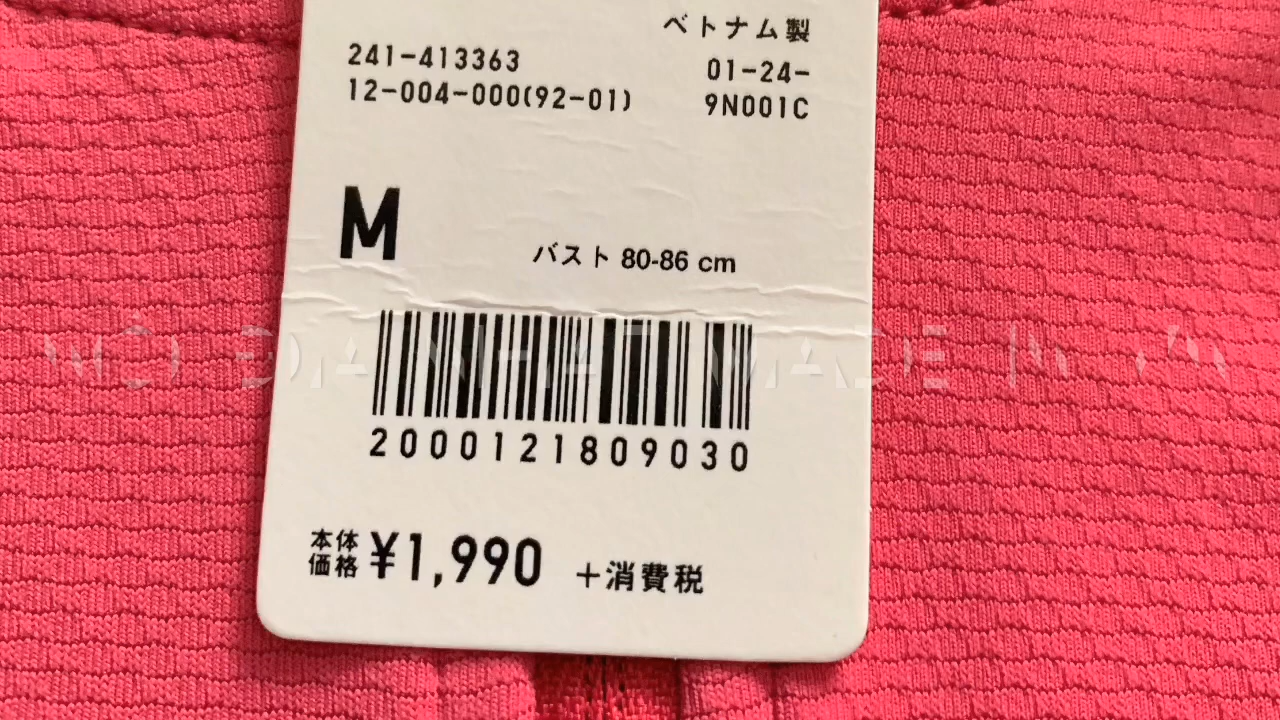 ベトナム製
241-413363
01-24-
12-004-000(92-01)
9N001C
M
バスト 80-86 cm
MADE
2000121809030
本体
価格
¥1,990
+消費税